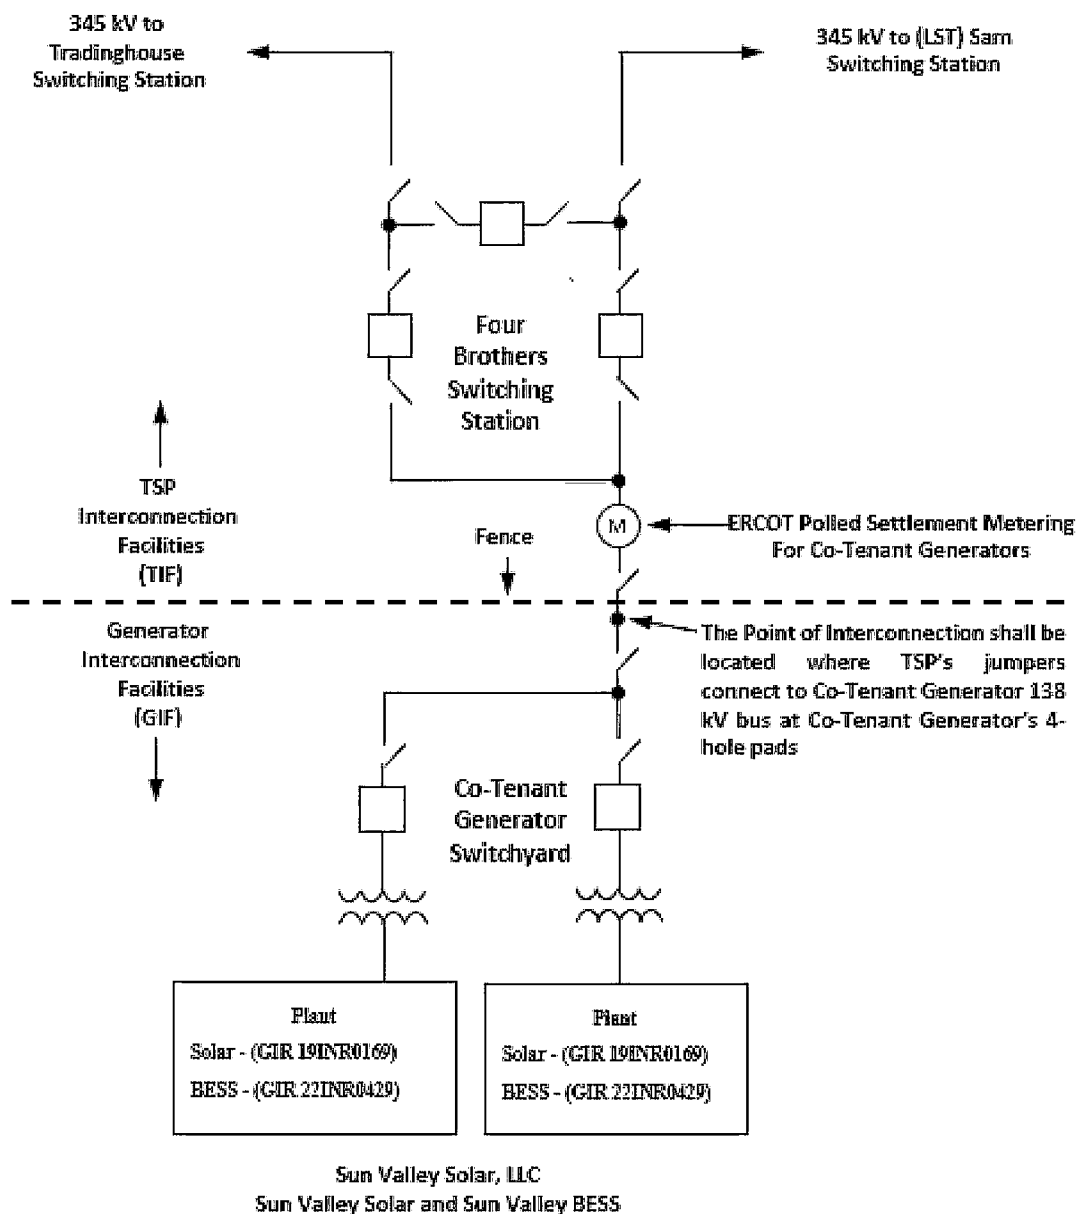 345 kV to
Tradinghouse
Switching Station
345 kV to (LST) Sam
Switching Station
Four
Brothers
Switching
Station
TSP
Interconnection
Facilities
(TIF)
Fence
M
ERCOT Polled Settlement Metering
For Co-Tenant Generators
Generator
Interconnection
Facilities
(GIF)
The Point of Interconnection shall be
located where TSP's jumpers
connect to Co-Tenant Generator 138
kV bus at Co-Tenant Generator's 4-
hole pads
Co-Tenant
Generator
Switchyard
Plant
Solar - (GIR 19INR0169)
BESS - (GIR 22INR0429)
Plant
Solar - (GIR 19INR0169)
BESS - (GIR 22INR0429)
Sun Valley Solar, LLC
Sun Valley Solar and Sun Valley BESS